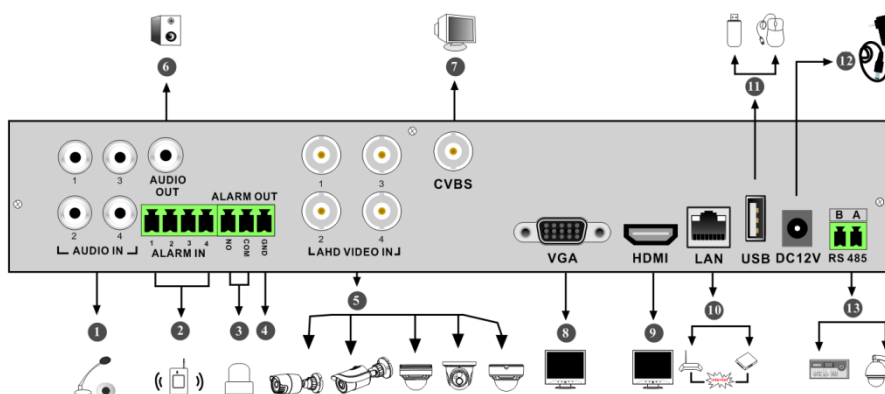 6
7
11
12
1
3
AUDIO
OUT
ALARM OUT
2
4
AUDIO IN
1 2 3 4
ALARM IN
NO
COM
GND
1
3
2
4
AHD VIDEO IN
CVBS
VGA
HDMI
LAN
USB
DC12V
B A
RS 485
1
2
3
4
5
8
9
10
13